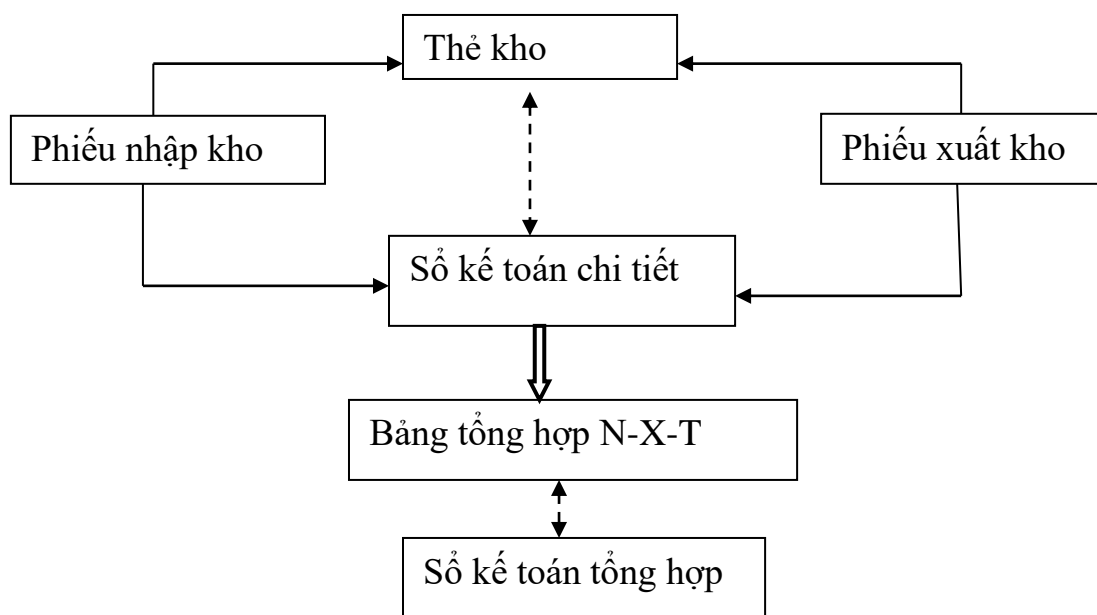 Thẻ kho
Phiếu nhập kho
Phiếu xuất kho
Sổ kế toán chi tiết
Bảng tổng hợp N-X-T
Sổ kế toán tổng hợp